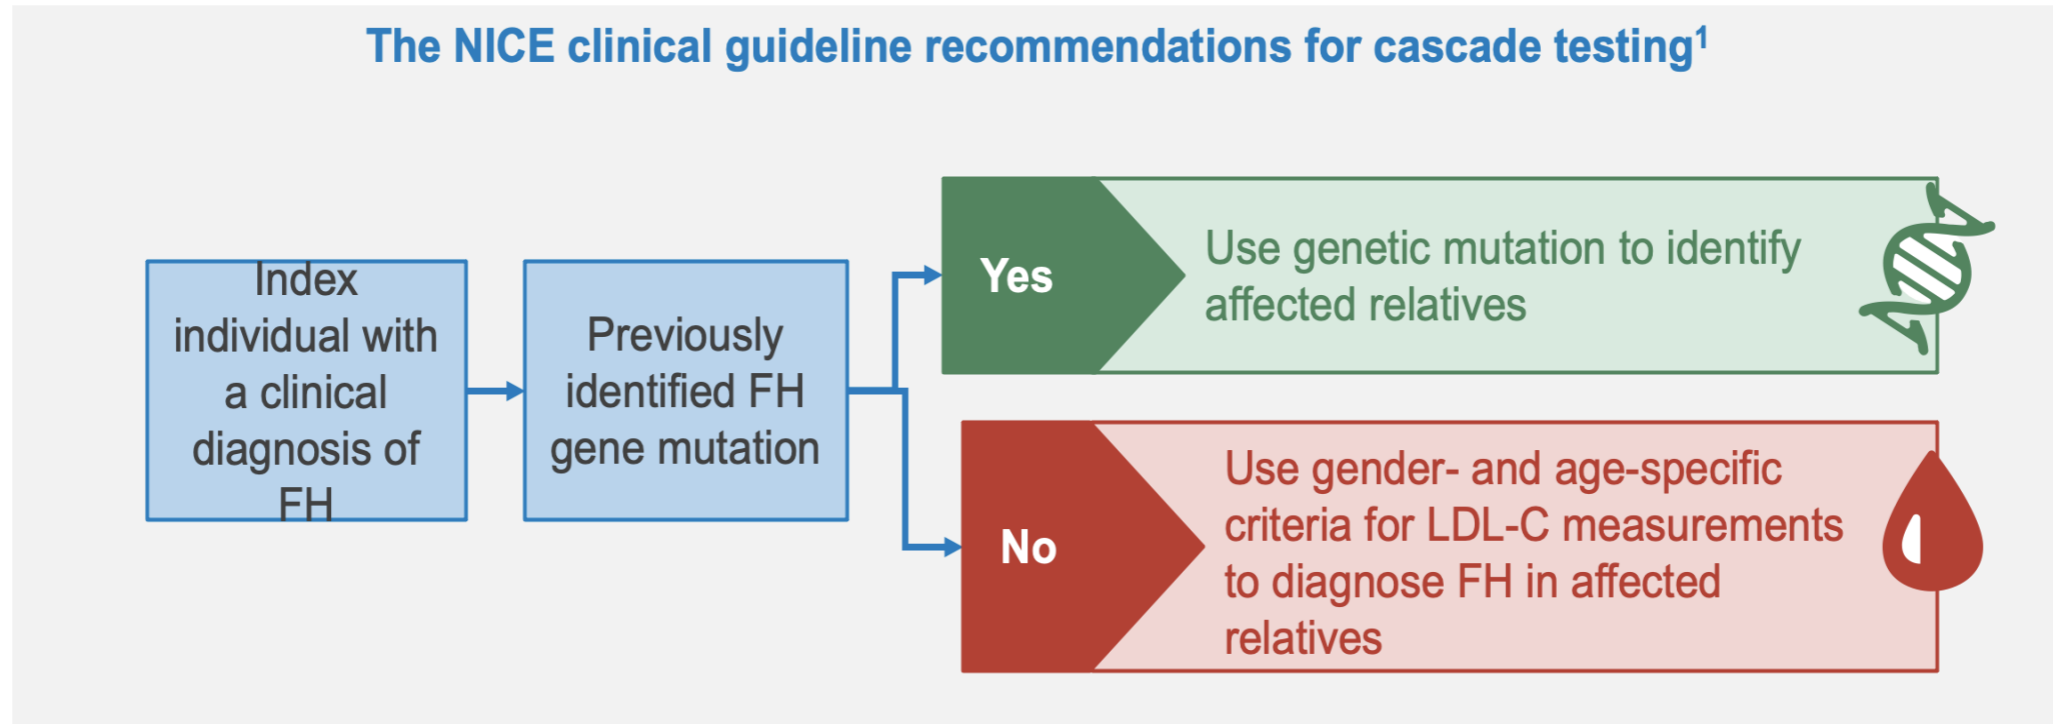 The NICE clinical guideline recommendations for cascade testing¹
Index
individual with
a clinical
diagnosis of
FH
Previously
identified FH
gene mutation
Yes
Use genetic mutation to identify
affected relatives
No
Use gender- and age-specific
criteria for LDL-C measurements
to diagnose FH in affected
relatives